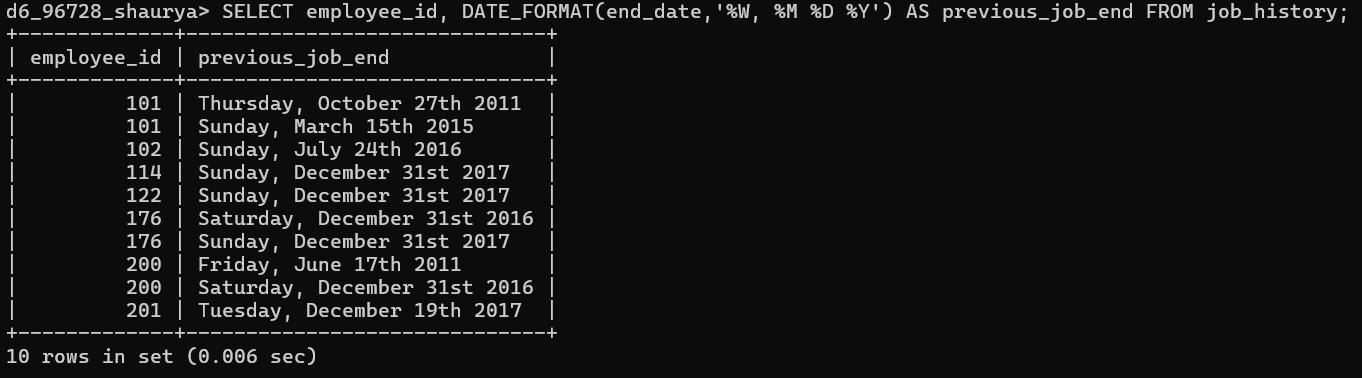 d6_96728_shaurya> SELECT employee_id, DATE_FORMAT(end_date,'%W, %M %D %Y') AS previous_job_end FROM job_history;
+-------------+------------------------------+
| employee_id | previous_job_end             |
+-------------+------------------------------+
|         101 | Thursday, October 27th 2011  |
|         101 | Sunday, March 15th 2015      |
|         102 | Sunday, July 24th 2016       |
|         114 | Sunday, December 31st 2017   |
|         122 | Sunday, December 31st 2017   |
|         176 | Saturday, December 31st 2016 |
|         176 | Sunday, December 31st 2017   |
|         200 | Friday, June 17th 2011       |
|         200 | Saturday, December 31st 2016 |
|         201 | Tuesday, December 19th 2017  |
+-------------+------------------------------+
10 rows in set (0.006 sec)